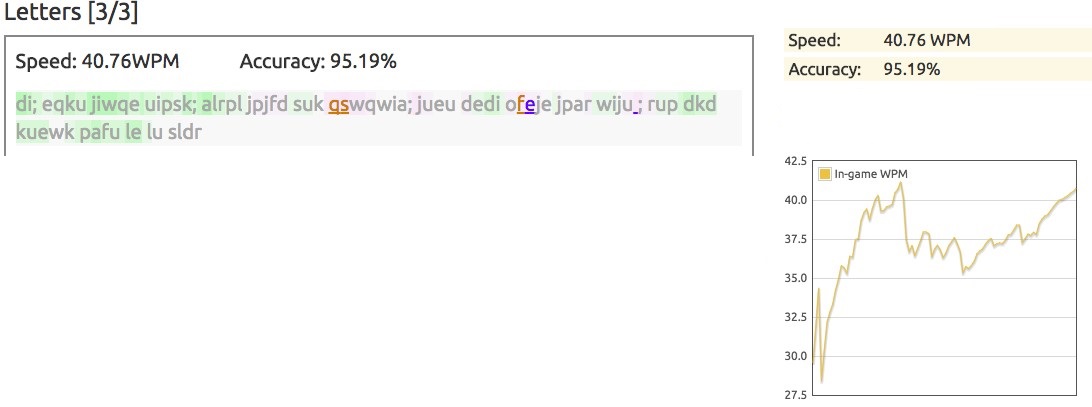 Letters [3/3]
Speed: 40.76WPM Accuracy: 95.19%
di; eqku jiwqe uipsk; alrpl jpjfd suk qswqwia; jueu dedi ofeje jpar wiju ; rup dkd
kuewk pafu le lu sldr
Speed: 40.76 WPM
Accuracy: 95.19%
In-game WPM
42.5
40.0
37.5
35.0
32.5
30.0
27.5